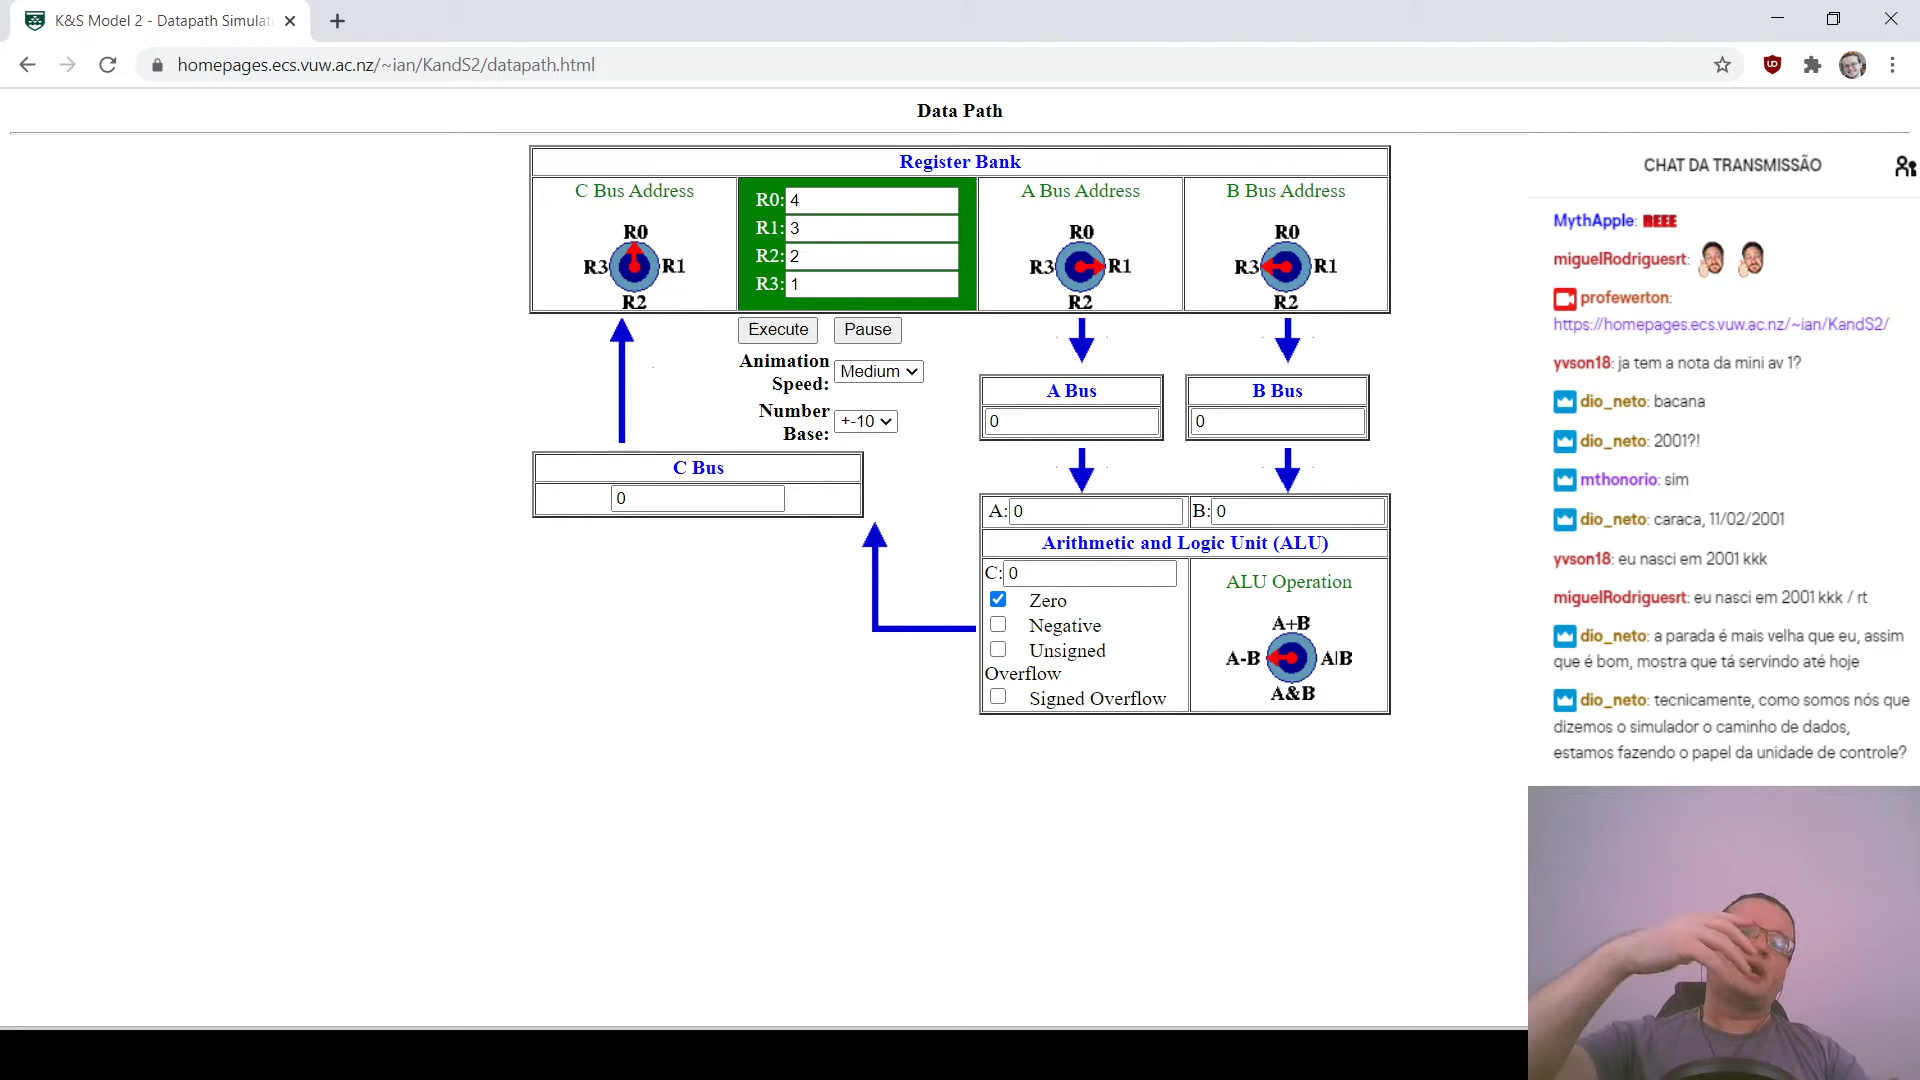 K&S Model 2 - Datapath Simulat
homepages.ecs.vuw.ac.nz/~ian/KandS2/datapath.html
Data Path
Register Bank
C Bus Address
R0
R3 R1
R2
R0: 4
R1: 3
R2: 2
R3: 1
A Bus Address
R0
R3 R1
R2
B Bus Address
R0
R3 R1
R2
Execute Pause
Animation
Speed: Medium
Number
Base: +-10
A Bus
0
B Bus
0
C Bus
0
A: 0 B: 0
Arithmetic and Logic Unit (ALU)
C: 0
Zero
Negative
Unsigned
Overflow
Signed Overflow
ALU Operation
A+B
A-B A|B
A&B
CHAT DA TRANSMISSÃO
MythApple: REEE
miguelRodriguesrt:
profewerton:
https://homepages.ecs.vuw.ac.nz/~ian/KandS2/
yvson18: ja tem a nota da mini av 1?
dio_neto: bacana
dio_neto: 2001?!
mthonorio: sim
dio_neto: caraca, 11/02/2001
yvson18: eu nasci em 2001 kkk
miguelRodriguesrt: eu nasci em 2001 kkk / rt
dio_neto: a parada é mais velha que eu, assim
que é bom, mostra que tá servindo até hoje
dio_neto: tecnicamente, como somos nós que
dizemos o simulador o caminho de dados,
estamos fazendo o papel da unidade de controle?